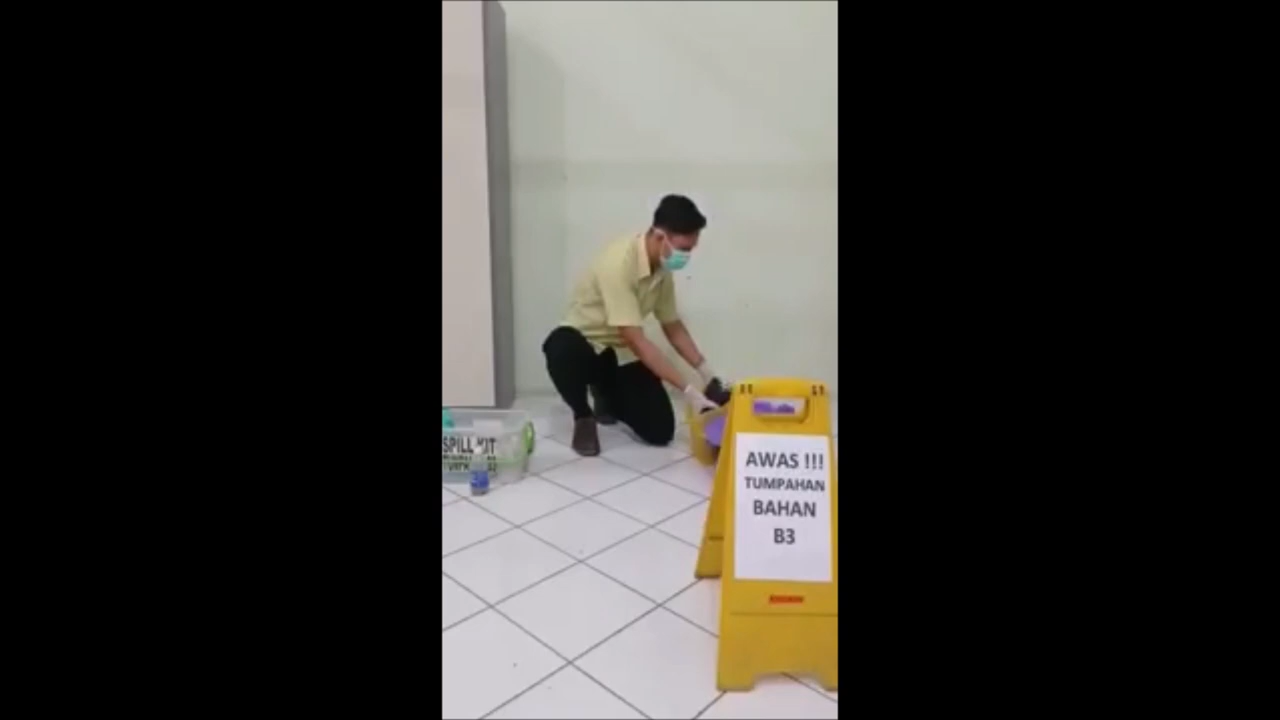 SPILL KIT
AWAS !!!
TUMPAHAN
BAHAN
B3